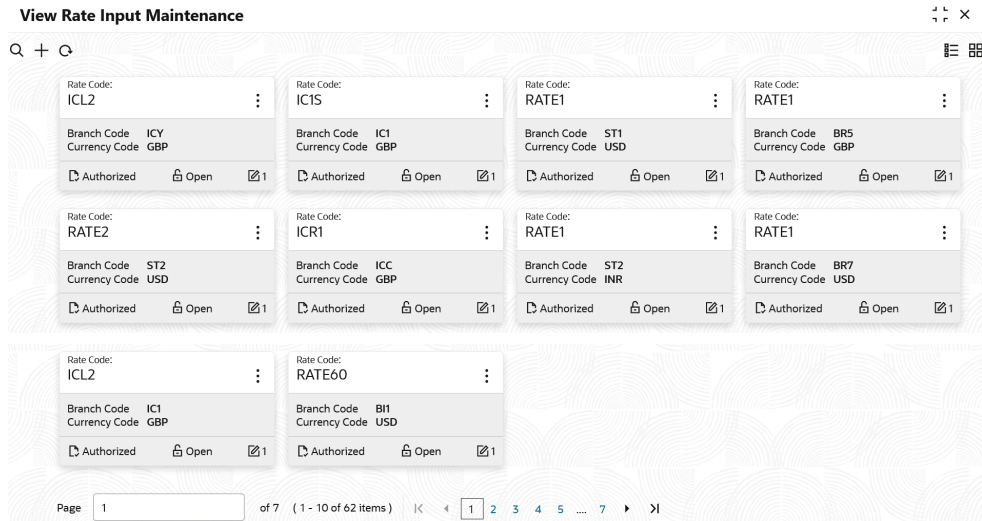 View Rate Input Maintenance
Rate Code:
ICL2
Branch Code ICY
Currency Code GBP
Authorized Open 1
Rate Code:
IC1S
Branch Code IC1
Currency Code GBP
Authorized Open 1
Rate Code:
RATE1
Branch Code ST1
Currency Code USD
Authorized Open 1
Rate Code:
RATE1
Branch Code BR5
Currency Code GBP
Authorized Open 1
Rate Code:
RATE2
Branch Code ST2
Currency Code USD
Authorized Open 1
Rate Code:
ICR1
Branch Code ICC
Currency Code GBP
Authorized Open 1
Rate Code:
RATE1
Branch Code ST2
Currency Code INR
Authorized Open 1
Rate Code:
RATE1
Branch Code BR7
Currency Code USD
Authorized Open 1
Rate Code:
ICL2
Branch Code IC1
Currency Code GBP
Authorized Open 1
Rate Code:
RATE60
Branch Code BI1
Currency Code USD
Authorized Open 1
Page 1 of 7 ( 1 - 10 of 62 items ) 1 2 3 4 5 .... 7